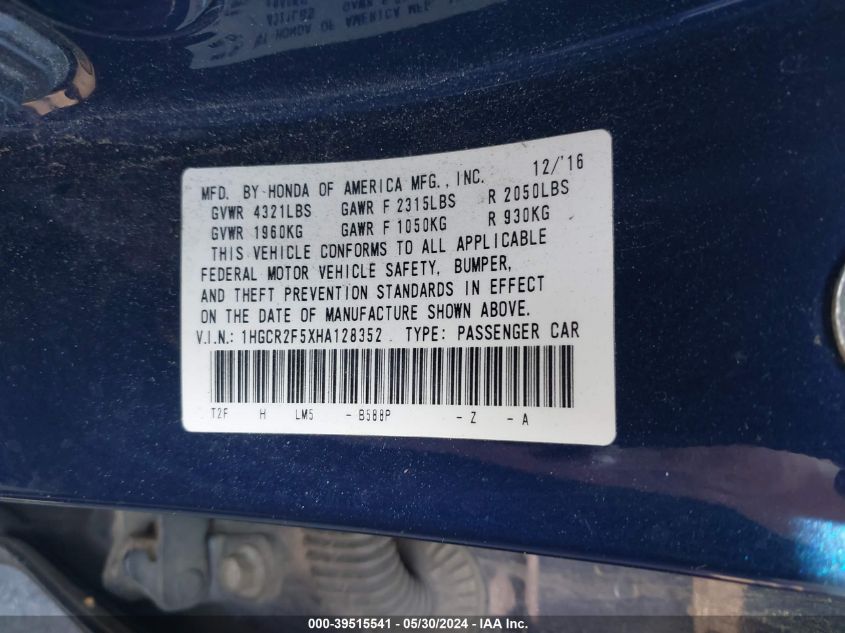 MFD. BY HONDA OF AMERICA MFG., INC. 12/'16
GVWR 4321LBS GAWR F 2315LBS R 2050LBS
GVWR 1960KG GAWR F 1050KG R 930KG
THIS VEHICLE CONFORMS TO ALL APPLICABLE
FEDERAL MOTOR VEHICLE SAFETY, BUMPER,
AND THEFT PREVENTION STANDARDS IN EFFECT
ON THE DATE OF MANUFACTURE SHOWN ABOVE.
V.I.N.: 1HGCR2F5XHA128352 TYPE: PASSENGER CAR
T2F H LM5 - B588P - Z - A
000-39515541 / 05/30/2024 - IAA Inc.